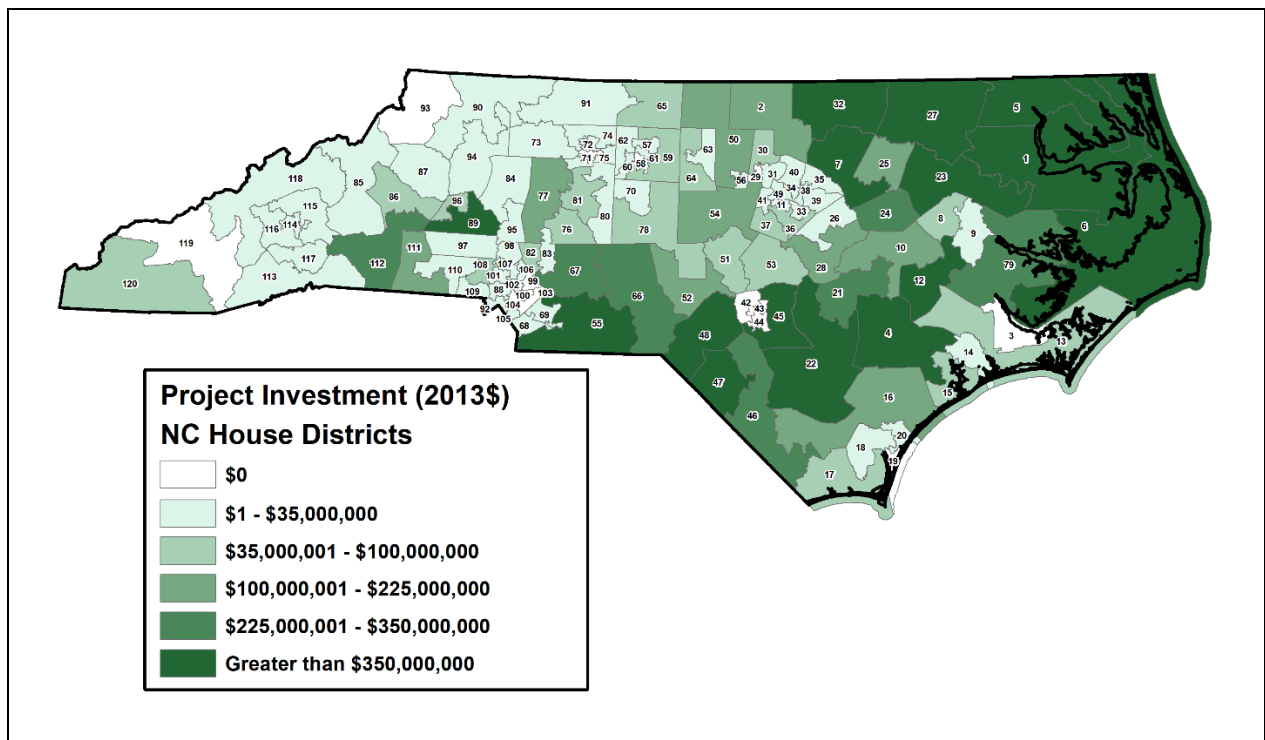 93 90 91 65 2 32 27 5
118 94 73 74 62 57 63 50 30 7 25 1
72 71 75 60 58 61 59 64 56 29 31 40 35 23
115 85 86 87 84 77 81 70 54 41 49 34 38 39 11 33 24 8
116 114 96 89 95 76 80 78 37 36 26 9 6
119 117 113 112 111 97 98 82 83 67 51 53 28 10 79
120 110 108 107 106 101 99 66 52 21 12
109 88 102 100 103 42 43 45 4 3 13
92 104 105 68 69 55 48 44 22 14
47 46 16 15
18 20 17 19
Project Investment (2013$)
NC House Districts
$0
$1 - $35,000,000
$35,000,001 - $100,000,000
$100,000,001 - $225,000,000
$225,000,001 - $350,000,000
Greater than $350,000,000